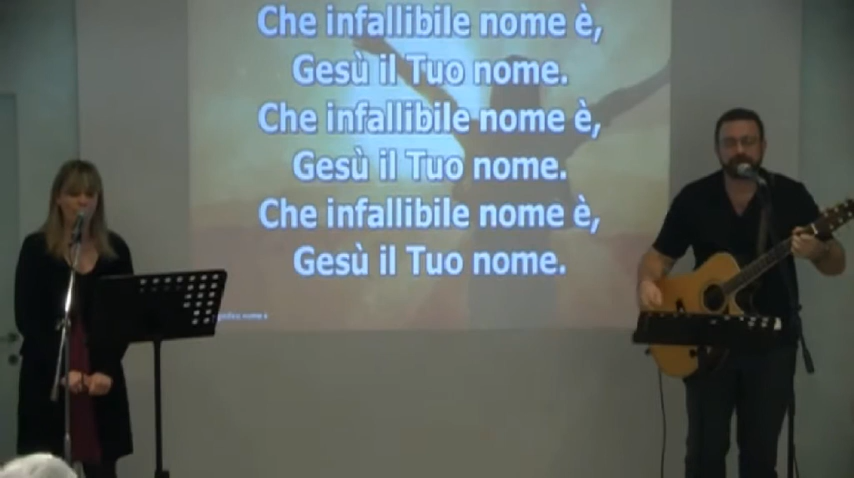 Che infallibile nome è,
Gesù il Tuo nome.
Che infallibile nome è,
Gesù il Tuo nome.
Che infallibile nome è,
Gesù il Tuo nome.
nome è